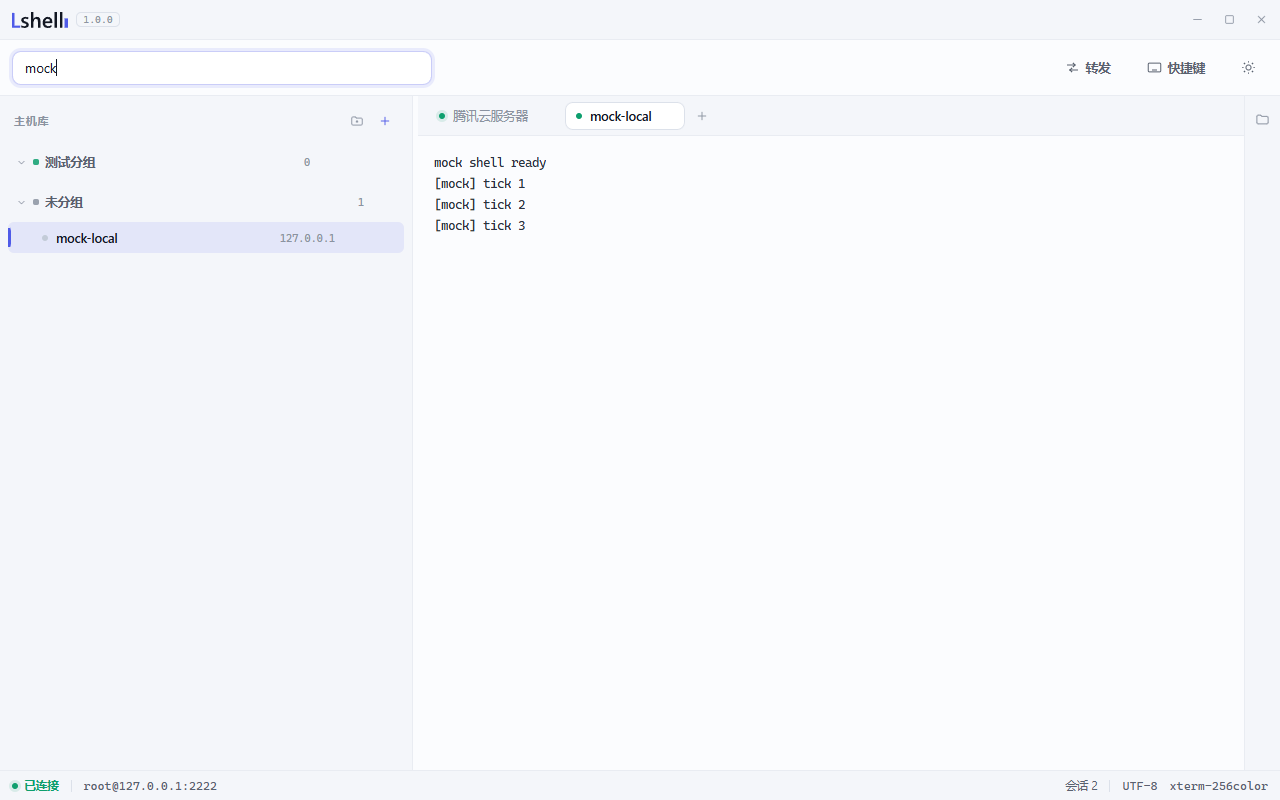 Lshell 1.0.0
mock
转发 快捷键
主机库
腾讯云服务器 mock-local
测试分组 0
未分组 1
mock-local 127.0.0.1
mock shell ready
[mock] tick 1
[mock] tick 2
[mock] tick 3
已连接 root@127.0.0.1:2222 会话 2 UTF-8 xterm-256color